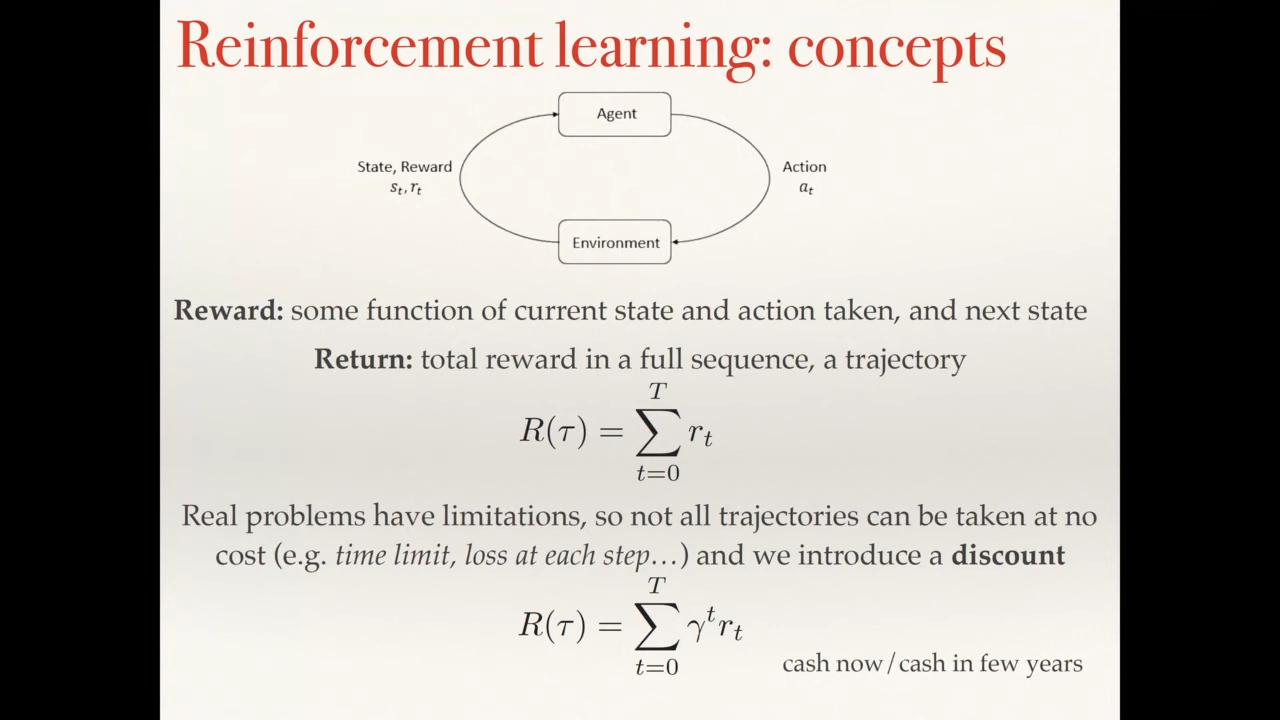 Reinforcement learning: concepts
Agent
State, Reward
s_t, r_t
Action
a_t
Environment
Reward: some function of current state and action taken, and next state
Return: total reward in a full sequence, a trajectory
R(τ) = ∑_{t=0}^{T} r_t
Real problems have limitations, so not all trajectories can be taken at no
cost (e.g. time limit, loss at each step…) and we introduce a discount
R(τ) = ∑_{t=0}^{T} γ^t r_t
cash now/cash in few years